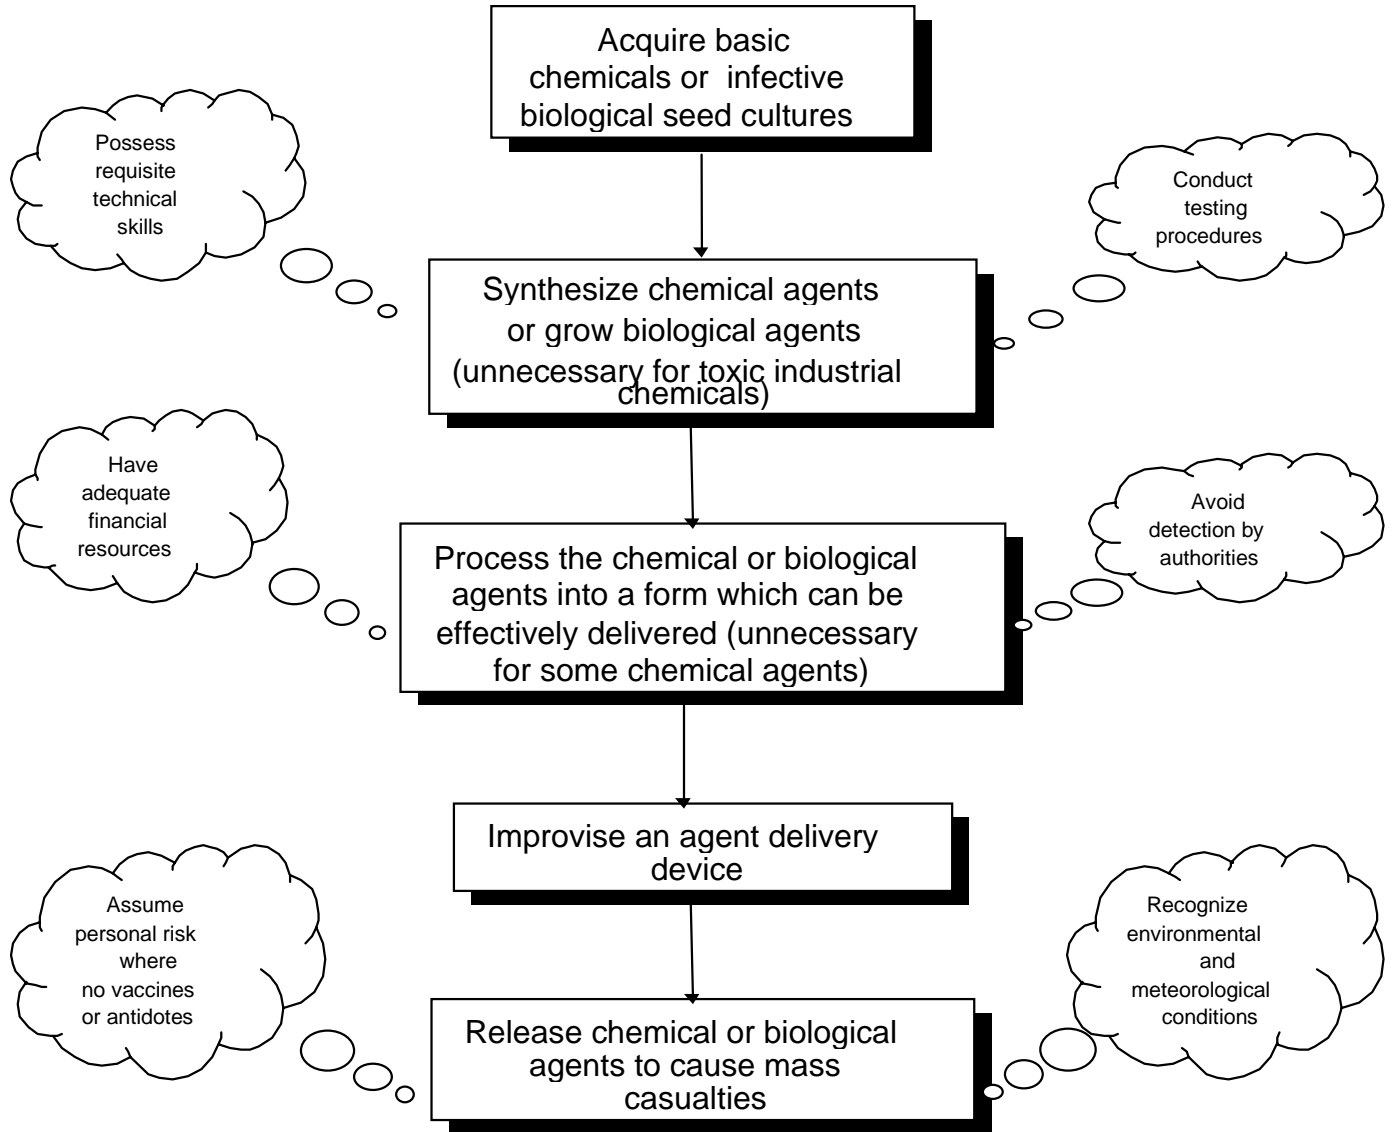 Acquire basic
chemicals or infective
biological seed cultures
Possess
requisite
technical
skills
Conduct
testing
procedures
Synthesize chemical agents
or grow biological agents
(unnecessary for toxic industrial
chemicals)
Have
adequate
financial
resources
Avoid
detection by
authorities
Process the chemical or biological
agents into a form which can be
effectively delivered (unnecessary
for some chemical agents)
Improvise an agent delivery
device
Assume
personal risk
where
no vaccines
or antidotes
Recognize
environmental
and
meteorological
conditions
Release chemical or biological
agents to cause mass
casualties